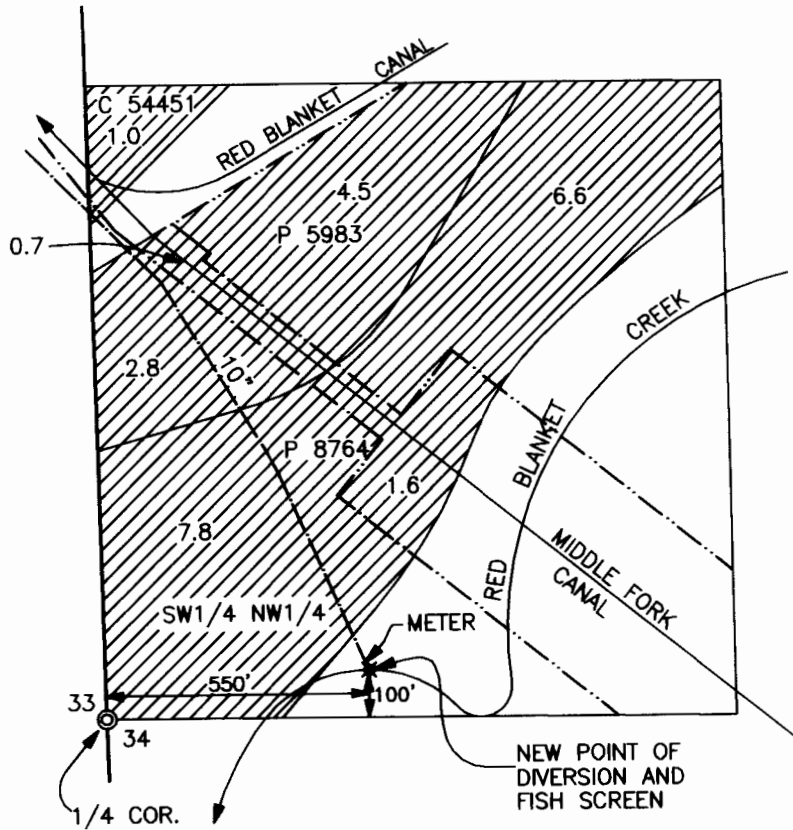 C 54451
1.0
RED BLANKET CANAL
4.5
6.6
P 5983
0.7
CREEK
2.8
10"
BLANKET
P 8764
1.6
7.8
RED
MIDDLE FORK
CANAL
SW1/4 NW1/4
METER
550'
100'
33
34
NEW POINT OF
DIVERSION AND
FISH SCREEN
1/4 COR.